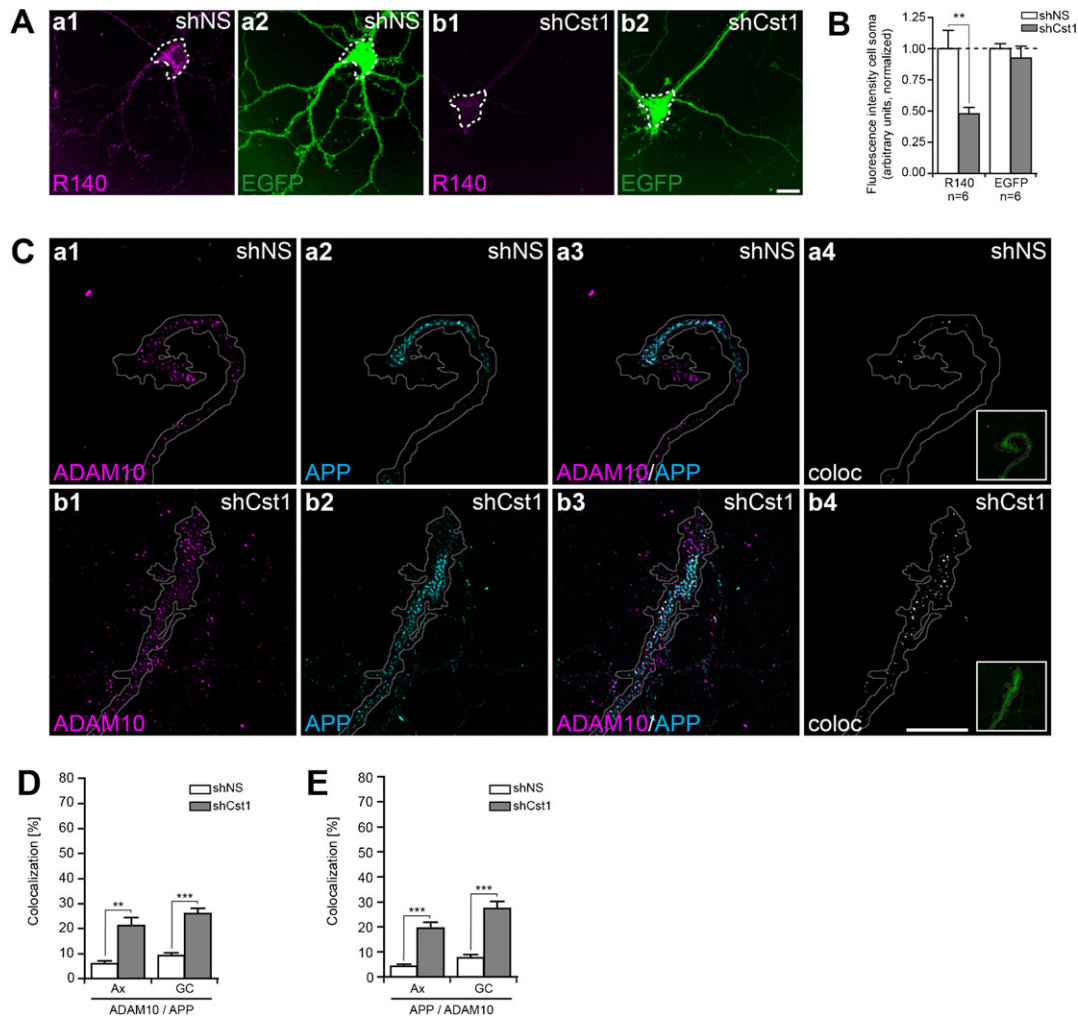 A
a1 shNS
R140
a2 shNS
EGFP
b1 shCst1
R140
b2 shCst1
EGFP
B
shNS
shCst1
**
Fluorescence intensity cell soma
(arbitrary units, normalized)
1.25
1.00
0.75
0.50
0.25
0.00
R140
n=6
EGFP
n=6
C
a1 shNS
ADAM10
a2 shNS
APP
a3 shNS
ADAM10/APP
a4 shNS
coloc
b1 shCst1
ADAM10
b2 shCst1
APP
b3 shCst1
ADAM10/APP
b4 shCst1
coloc
D
shNS
shCst1
Colocalization [%]
80
70
60
50
40
30
20
10
0
**
***
Ax
GC
ADAM10 / APP
E
shNS
shCst1
Colocalization [%]
80
70
60
50
40
30
20
10
0
***
***
Ax
GC
APP / ADAM10